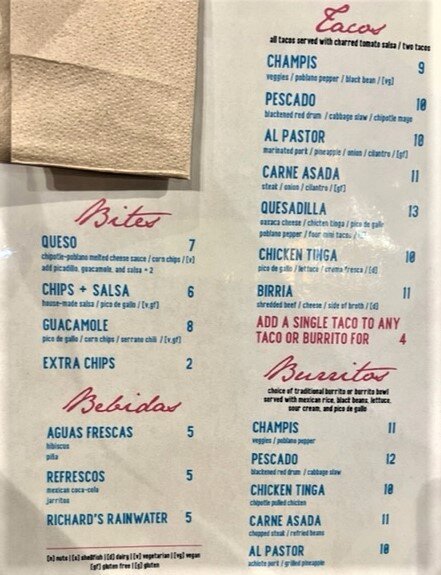 Bites
QUESO 7
chipotle-poblano melted cheese sauce / corn chips / [v]
add picadillo, guacamole, and salsa + 2
CHIPS + SALSA 6
house-made salsa / pico de gallo / [v.gf]
GUACAMOLE 8
pico de gallo / corn chips / serrano chili / [v.gf]
EXTRA CHIPS 2
Bebidas
AGUAS FRESCAS 5
hibiscus
piña
REFRESCOS 5
mexican coca-cola
jarritos
RICHARD'S RAINWATER 5
[n] nuts | [s] shellfish | [d] dairy | [v] vegetarian | [vg] vegan
[gf] gluten free | [g] gluten
Tacos
all tacos served with charred tomato salsa / two tacos
CHAMPIS 9
veggies / poblano pepper / black bean / [vg]
PESCADO 10
blackened red drum / cabbage slaw / chipotle mayo
AL PASTOR 10
marinated pork / pineapple / onion / cilantro / [gf]
CARNE ASADA 11
steak / onion / cilantro / [gf]
QUESADILLA 13
oaxaca cheese / chicken tinga / pico de gallo
poblano pepper / four mini tacos /
CHICKEN TINGA 10
pico de gallo / lettuce / crema fresca / [d]
BIRRIA 11
shredded beef / cheese / side of broth / [d]
ADD A SINGLE TACO TO ANY
TACO OR BURRITO FOR 4
Burritos
choice of traditional burrito or burrito bowl
served with mexican rice, black beans, lettuce,
sour cream, and pico de gallo
CHAMPIS 11
veggies / poblano pepper
PESCADO 12
blackened red drum / cabbage slaw
CHICKEN TINGA 10
chipotle pulled chicken
CARNE ASADA 11
chopped steak / refried beans
AL PASTOR 10
achiote pork / grilled pineapple